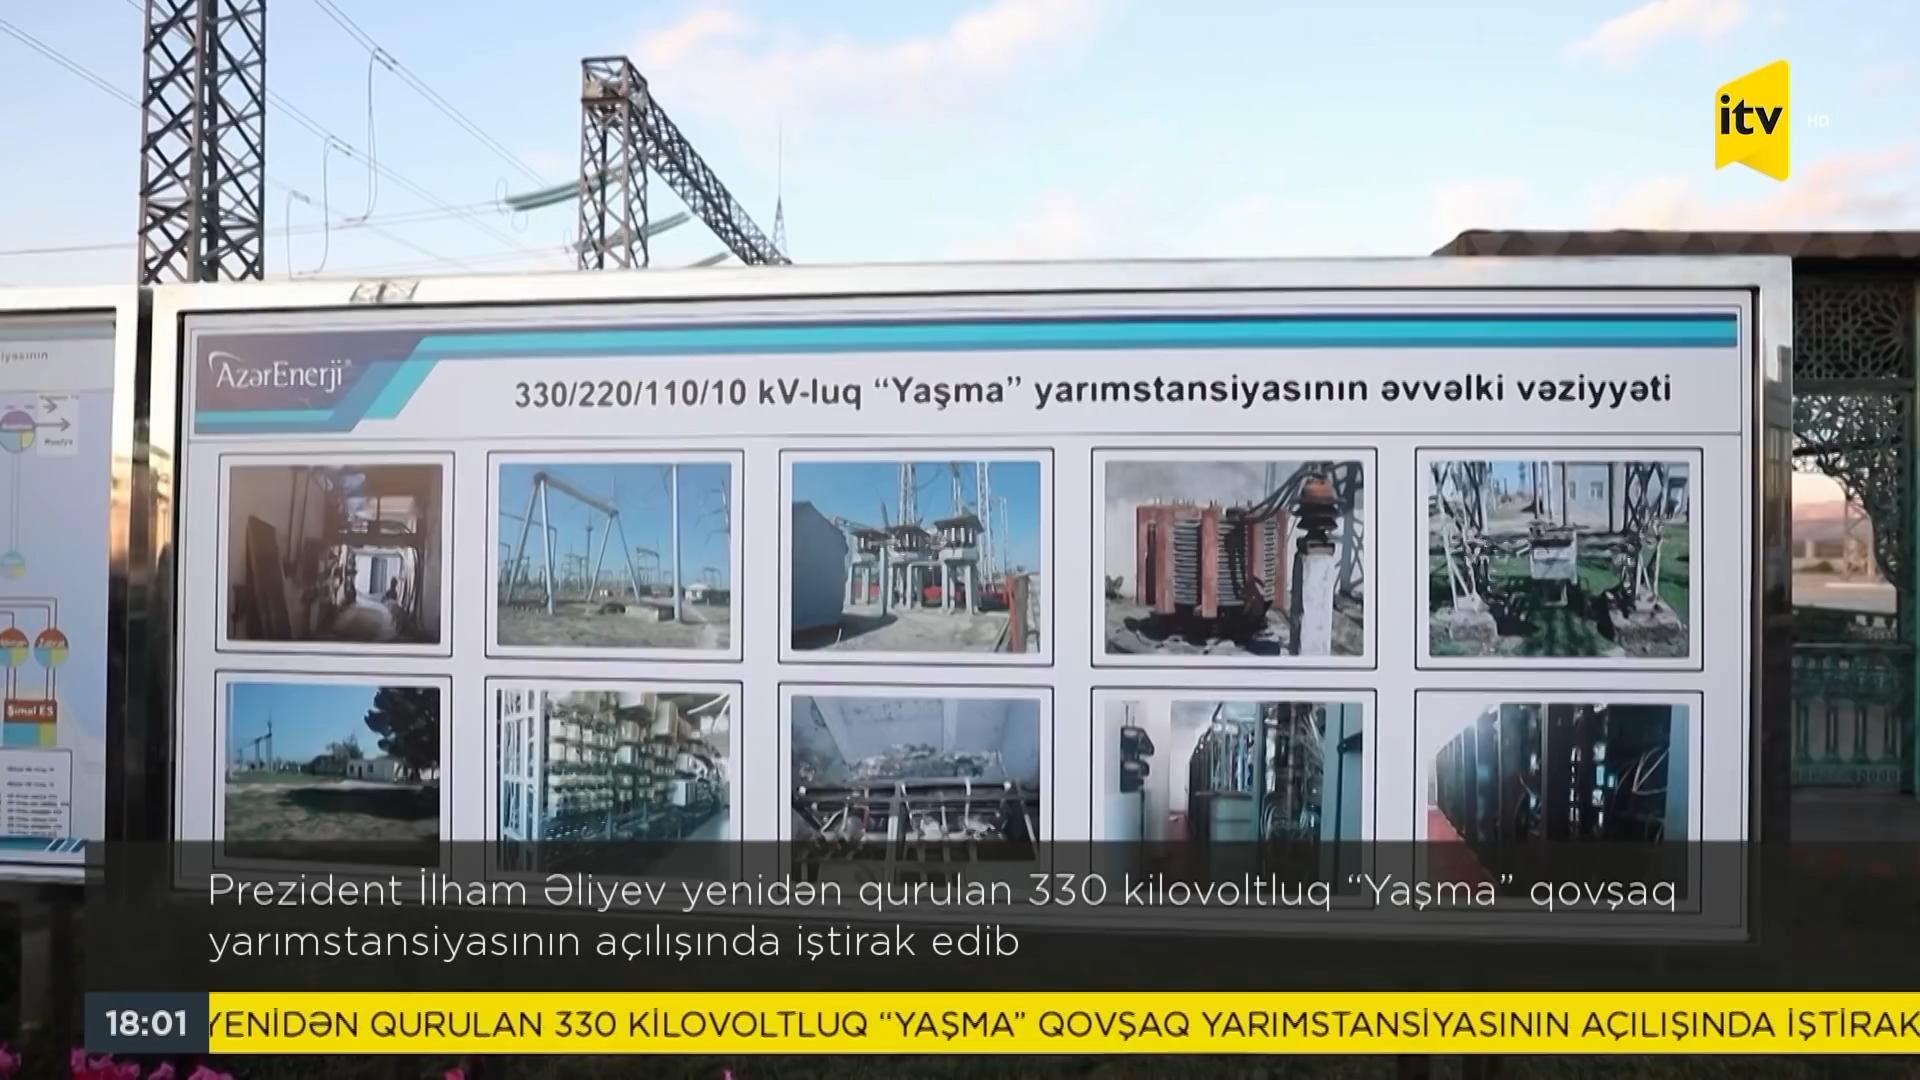 itv
HD
AzərEnerji
330/220/110/10 kV-luq “Yaşma” yarımstansiyasının əvvəlki vəziyyəti
Şimal ES
Prezident İlham Əliyev yenidən qurulan 330 kilovoltluq “Yaşma” qovşaq
yarımstansiyasının açılışında iştirak edib
18:01
YENİDƏN QURULAN 330 KİLOVOLTLUQ “YAŞMA” QOVŞAQ YARIMSTANSİYASININ AÇILIŞINDA İŞTİRAK